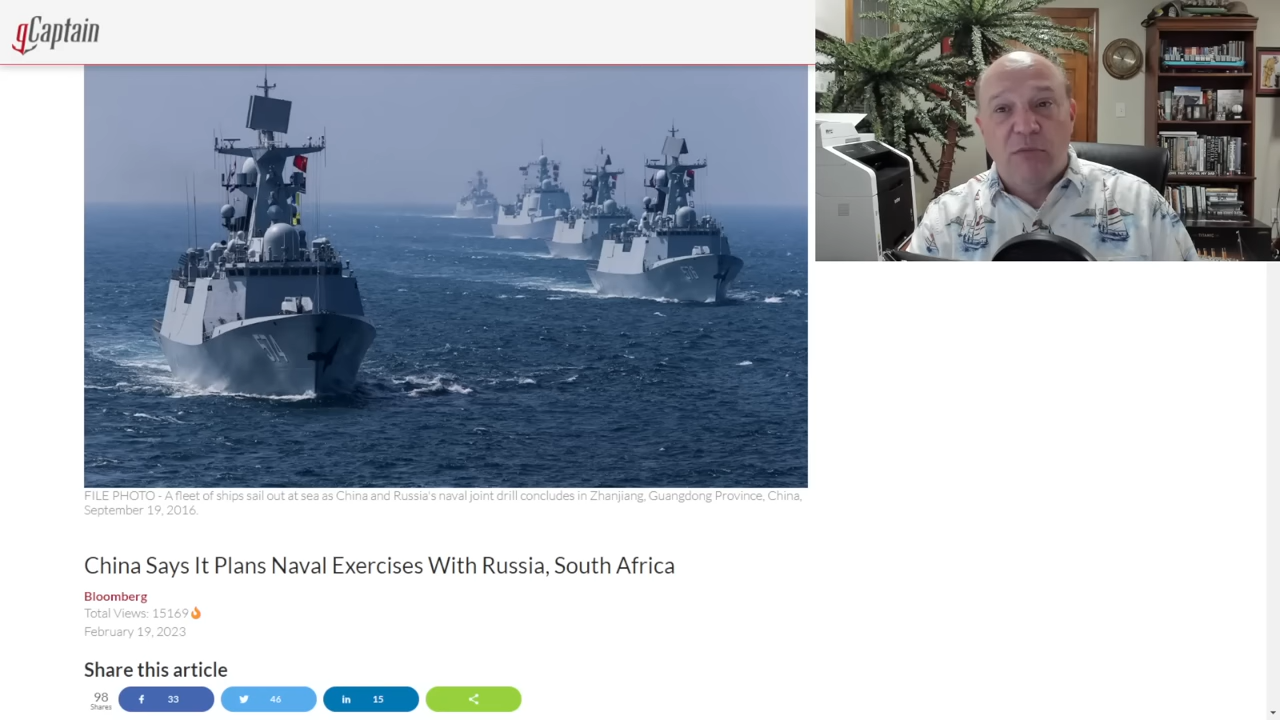 gCaptain
FILE PHOTO - A fleet of ships sail out at sea as China and Russia's naval joint drill concludes in Zhanjiang, Guangdong Province, China,
September 19, 2016.
China Says It Plans Naval Exercises With Russia, South Africa
Bloomberg
Total Views: 15169
February 19, 2023
Share this article
98
Shares
33
46
15